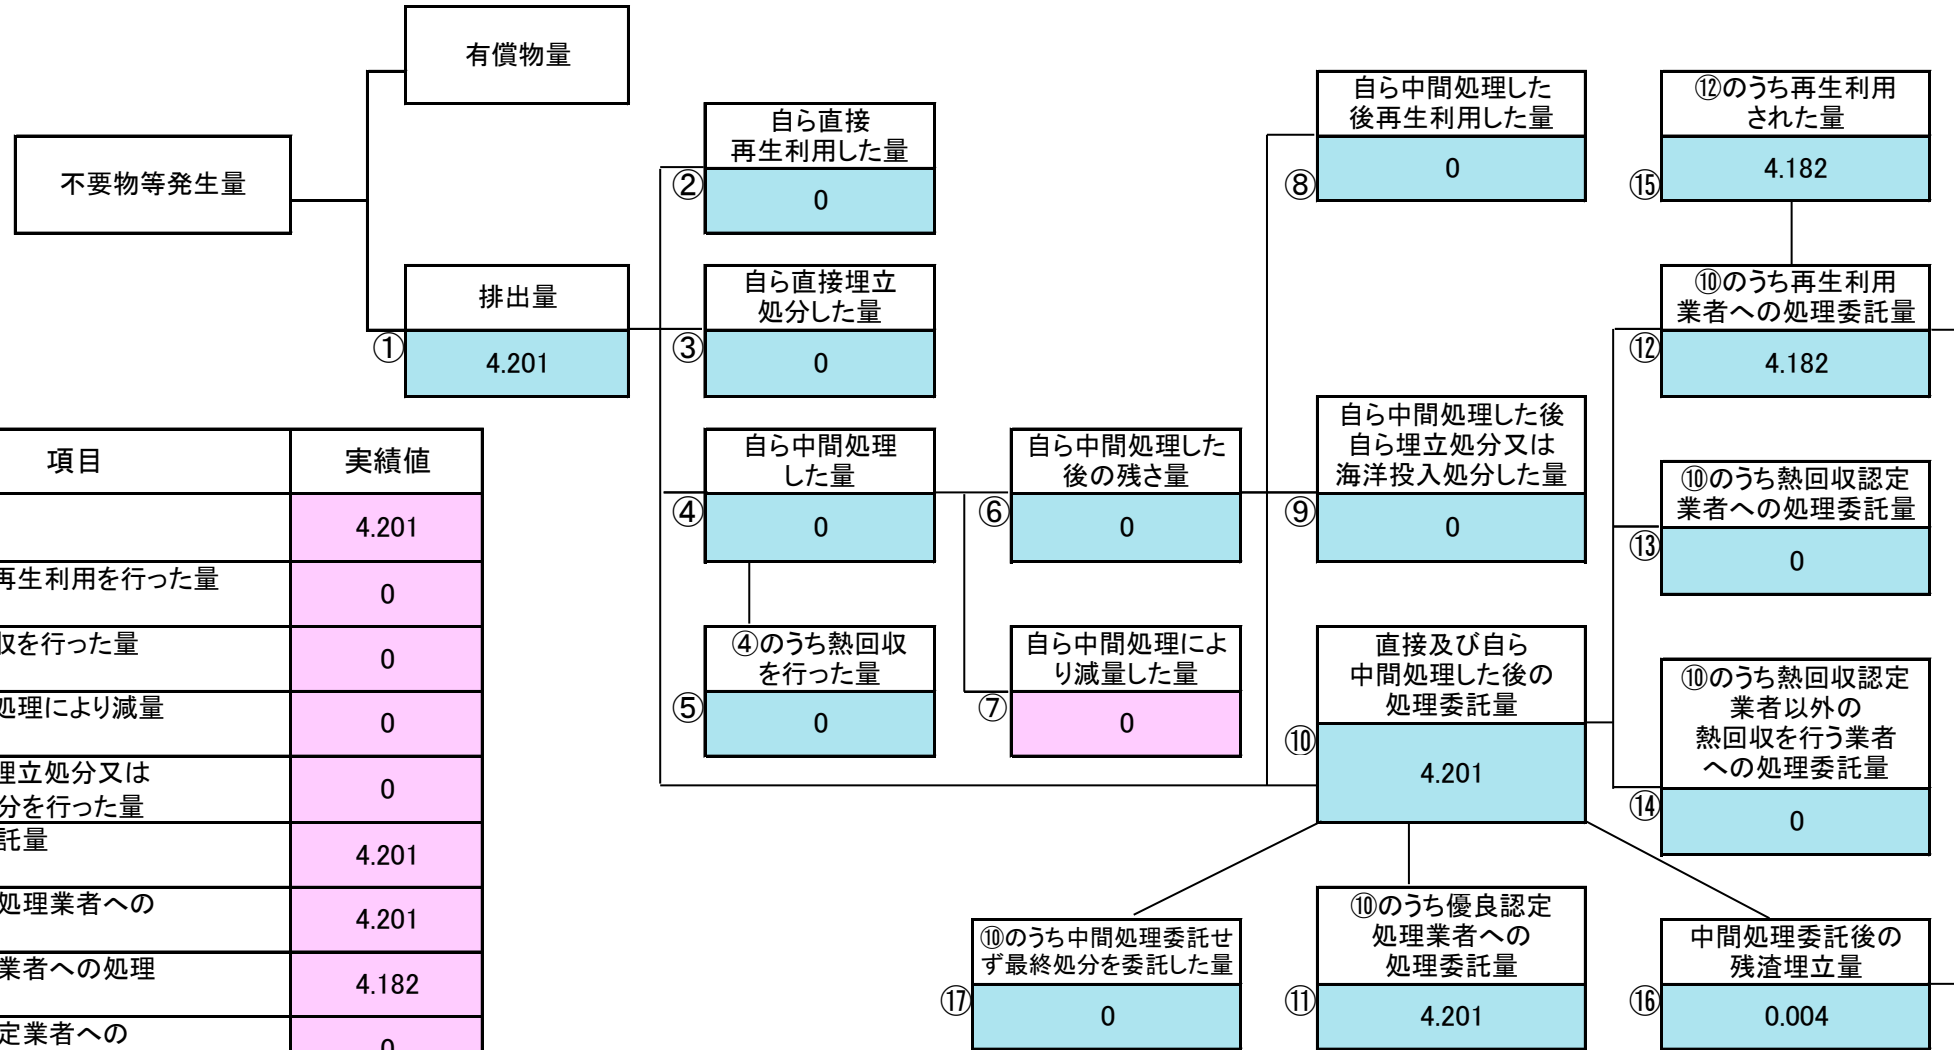 有償物量
不要物等発生量
排出量
①
4.201
自ら直接
再生利用した量
②
0
自ら直接埋立
処分した量
③
0
自ら中間処理
した量
④
0
④のうち熱回収
を行った量
⑤
0
自ら中間処理した
後の残さ量
⑥
0
自ら中間処理によ
り減量した量
⑦
0
自ら中間処理した
後再生利用した量
⑧
0
自ら中間処理した後
自ら埋立処分又は
海洋投入処分した量
⑨
0
直接及び自ら
中間処理した後の
処理委託量
⑩
4.201
⑩のうち中間処理委託せ
ず最終処分を委託した量
⑰
0
⑩のうち優良認定
処理業者への
処理委託量
⑪
4.201
中間処理委託後の
残渣埋立量
⑯
0.004
⑫のうち再生利用
された量
⑮
4.182
⑩のうち再生利用
業者への処理委託量
⑫
4.182
⑩のうち熱回収認定
業者への処理委託量
⑬
0
⑩のうち熱回収認定
業者以外の
熱回収を行う業者
への処理委託量
⑭
0
項目 実績値
4.201
再生利用を行った量
0
収を行った量
0
処理により減量
0
埋立処分又は
分を行った量
0
託量
4.201
処理業者への
4.201
業者への処理
4.182
定業者への
0